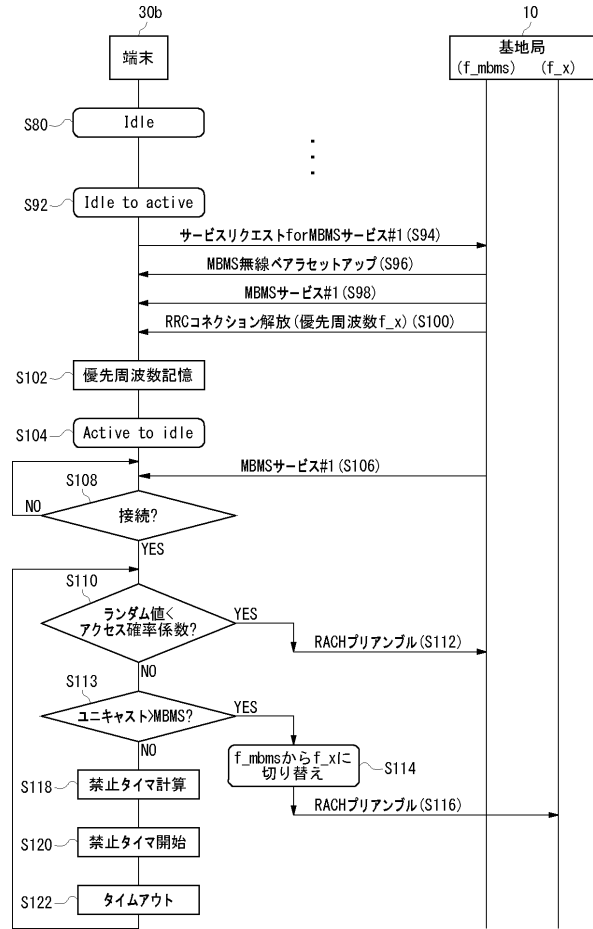 30b
10
端末
基地局
(f_mbms) (f_x)
S80
Idle
S92
Idle to active
サービスリクエストforMBMSサービス#1(S94)
MBMS無線ベアラセットアップ(S96)
MBMSサービス#1(S98)
RRCコネクション解放(優先周波数f_x)(S100)
S102
優先周波数記憶
S104
Active to idle
MBMSサービス#1(S106)
S108
NO
接続?
YES
S110
ランダム値<
アクセス確率係数?
YES
RACHプリアンブル(S112)
NO
S113
ユニキャスト>MBMS?
YES
NO
f_mbmsからf_xに
切り替え
S114
S118
禁止タイマ計算
RACHプリアンブル(S116)
S120
禁止タイマ開始
S122
タイムアウト